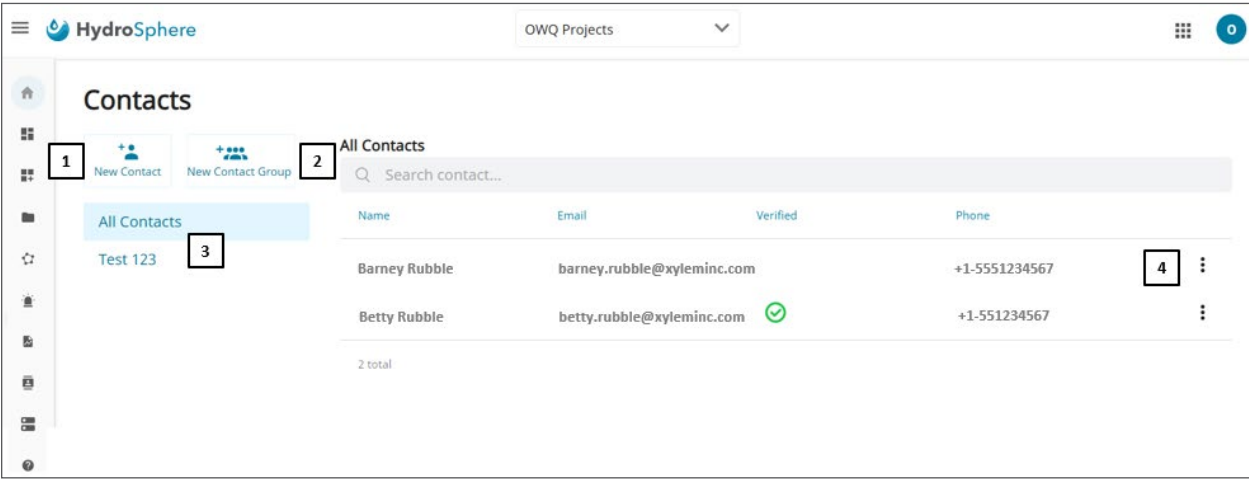 HydroSphere
OWQ Projects
O
Contacts
1
New Contact
New Contact Group
2
All Contacts
Search contact...
All Contacts
3
Test 123
Name Email Verified Phone
Barney Rubble barney.rubble@xyleminc.com +1-5551234567
4
Betty Rubble betty.rubble@xyleminc.com +1-551234567
2 total